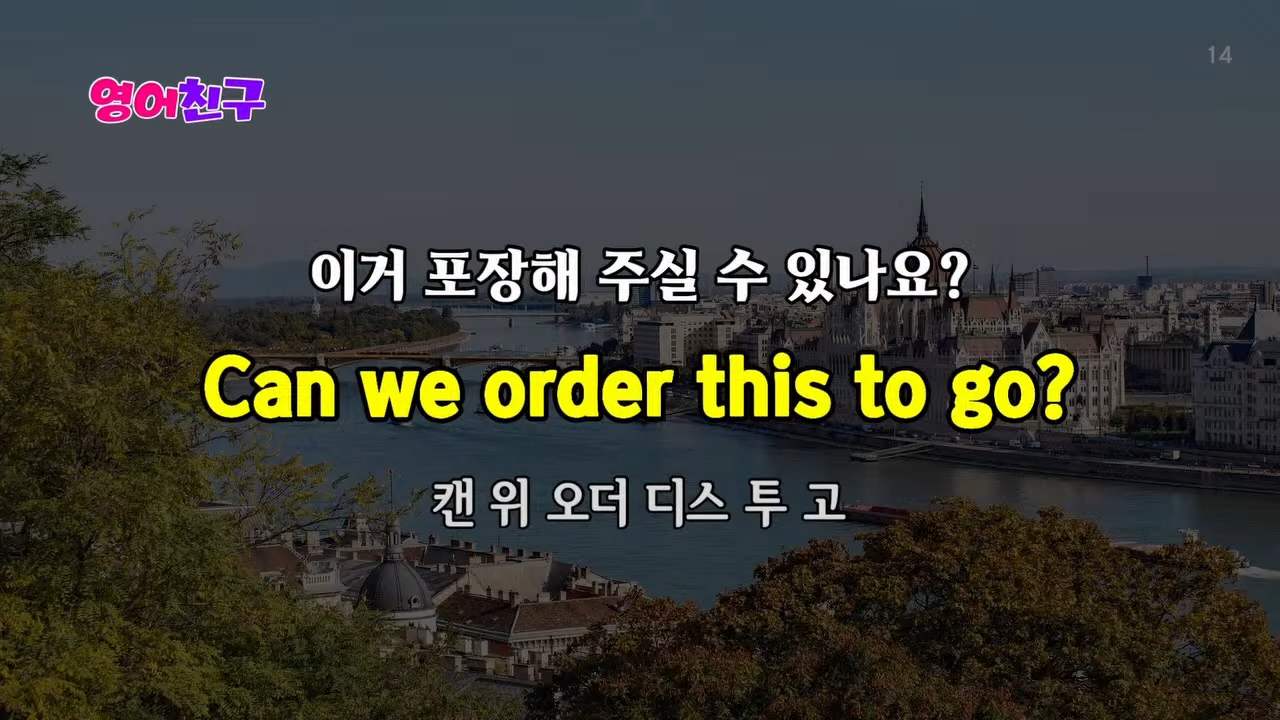 14
영어친구
이거 포장해 주실 수 있나요?
Can we order this to go?
캔 위 오더 디스 투 고